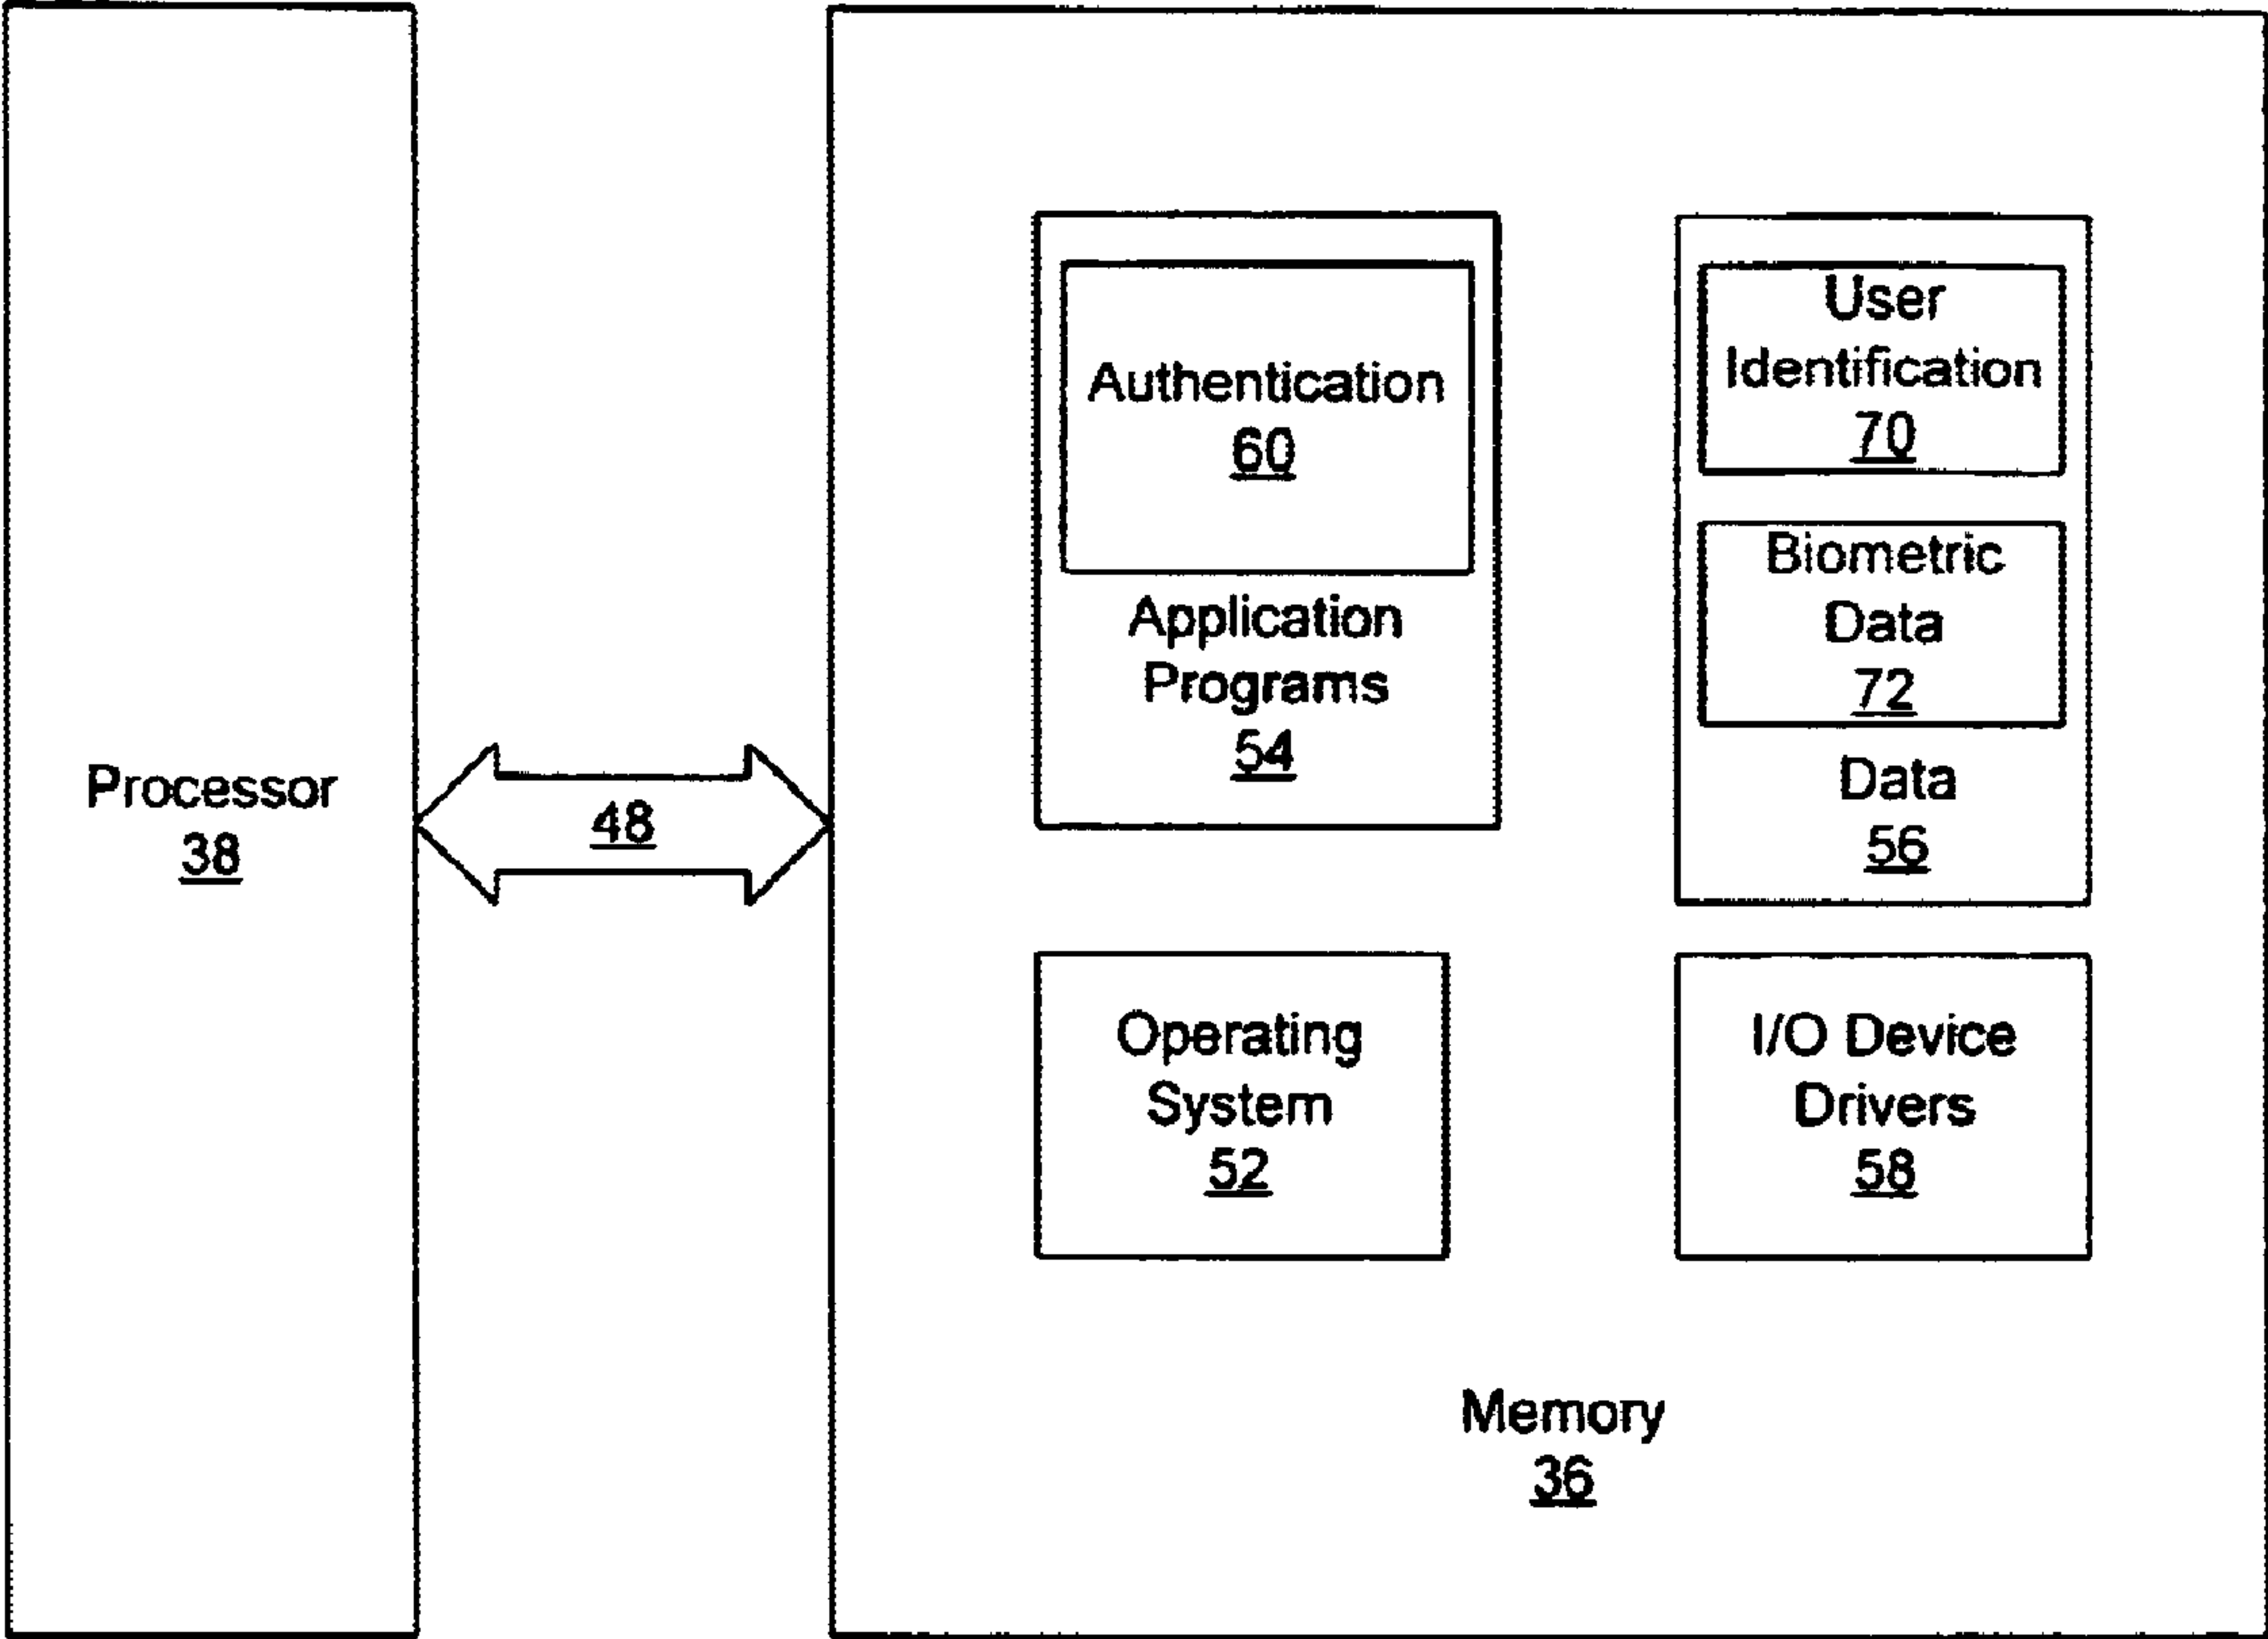 Processor
38
48
Authentication
60
Application
Programs
54
User
Identification
70
Biometric
Data
72
Data
56
Operating
System
52
I/O Device
Drivers
58
Memory
36